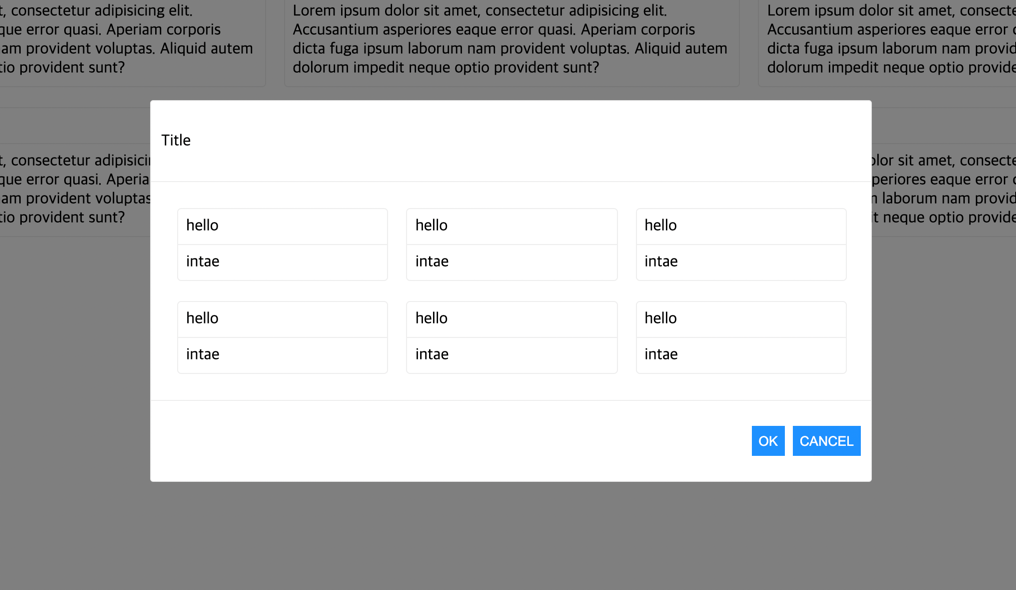 t, consectetur adipisicing elit.
que error quasi. Aperiam corporis
am provident voluptas. Aliquid autem
tio provident sunt?
Lorem ipsum dolor sit amet, consectetur adipisicing elit.
Accusantium asperiores eaque error quasi. Aperiam corporis
dicta fuga ipsum laborum nam provident voluptas. Aliquid autem
dolorum impedit neque optio provident sunt?
Lorem ipsum dolor sit amet, consecte
Accusantium asperiores eaque error
dicta fuga ipsum laborum nam provid
dolorum impedit neque optio provide
Title
t, consectetur adipisicin
que error quasi. Aperia
am provident voluptas
tio provident sunt?
olor sit amet, consecte
periores eaque error
laborum nam provid
t neque optio provide
hello
intae
hello
intae
hello
intae
hello
intae
hello
intae
hello
intae
OK
CANCEL